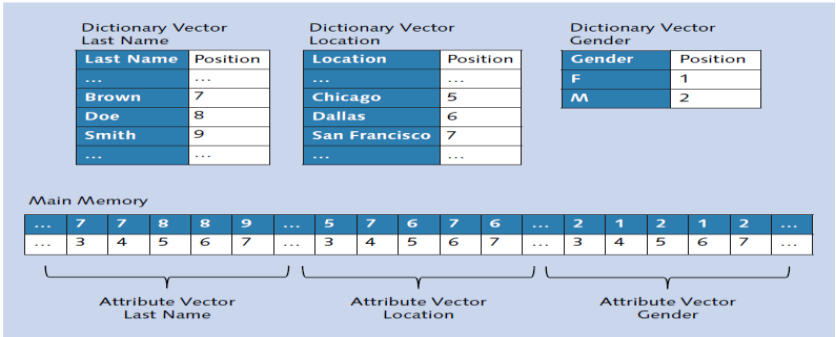 Dictionary Vector
Last Name
Last Name Position
... ...
Brown 7
Doe 8
Smith 9
... ...
Dictionary Vector
Location
Location Position
... ...
Chicago 5
Dallas 6
San Francisco 7
... ...
Dictionary Vector
Gender
Gender Position
F 1
M 2
Main Memory
... 7 7 8 8 9 ... 5 7 6 7 6 ... 2 1 2 1 2 ...
... 3 4 5 6 7 ... 3 4 5 6 7 ... 3 4 5 6 7 ...
Attribute Vector
Last Name
Attribute Vector
Location
Attribute Vector
Gender